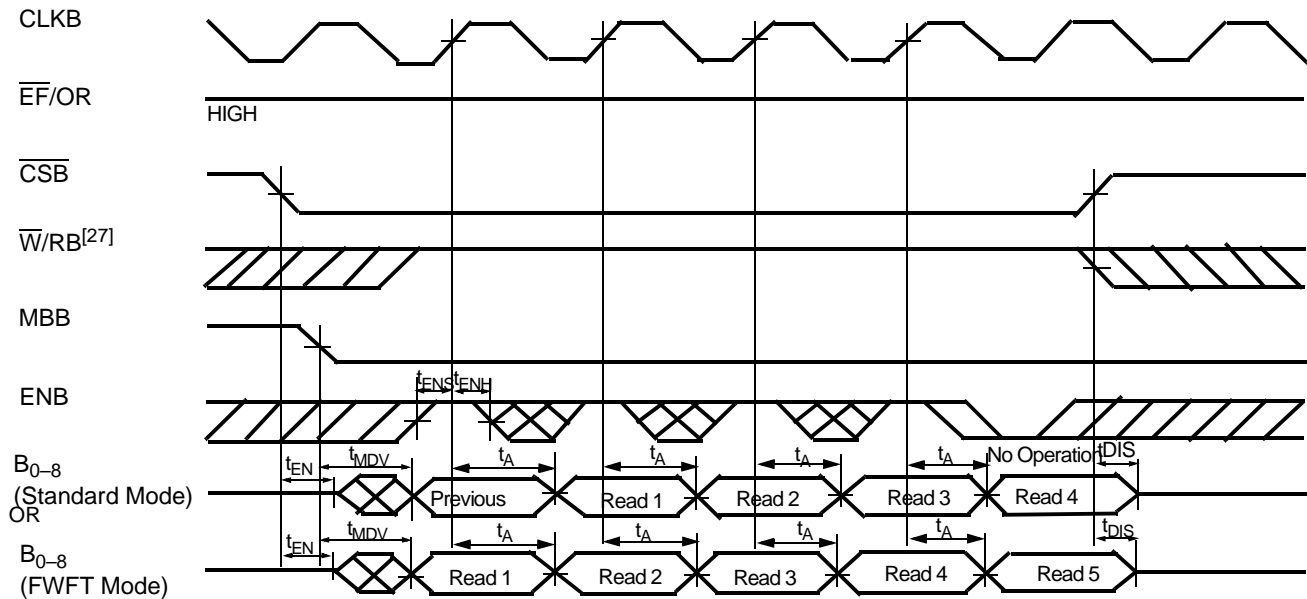 CLKB
E̅F̅/OR
HIGH
C̅S̅B̅
W̅/RB[27]
MBB
ENB
tENS tENH
B0–8
(Standard Mode)
tEN tMDV tA tA tA tA No Operation tDIS
Previous Read 1 Read 2 Read 3 Read 4
OR
B0–8
(FWFT Mode)
tEN tMDV tA tA tA tA tDIS
Read 1 Read 2 Read 3 Read 4 Read 5